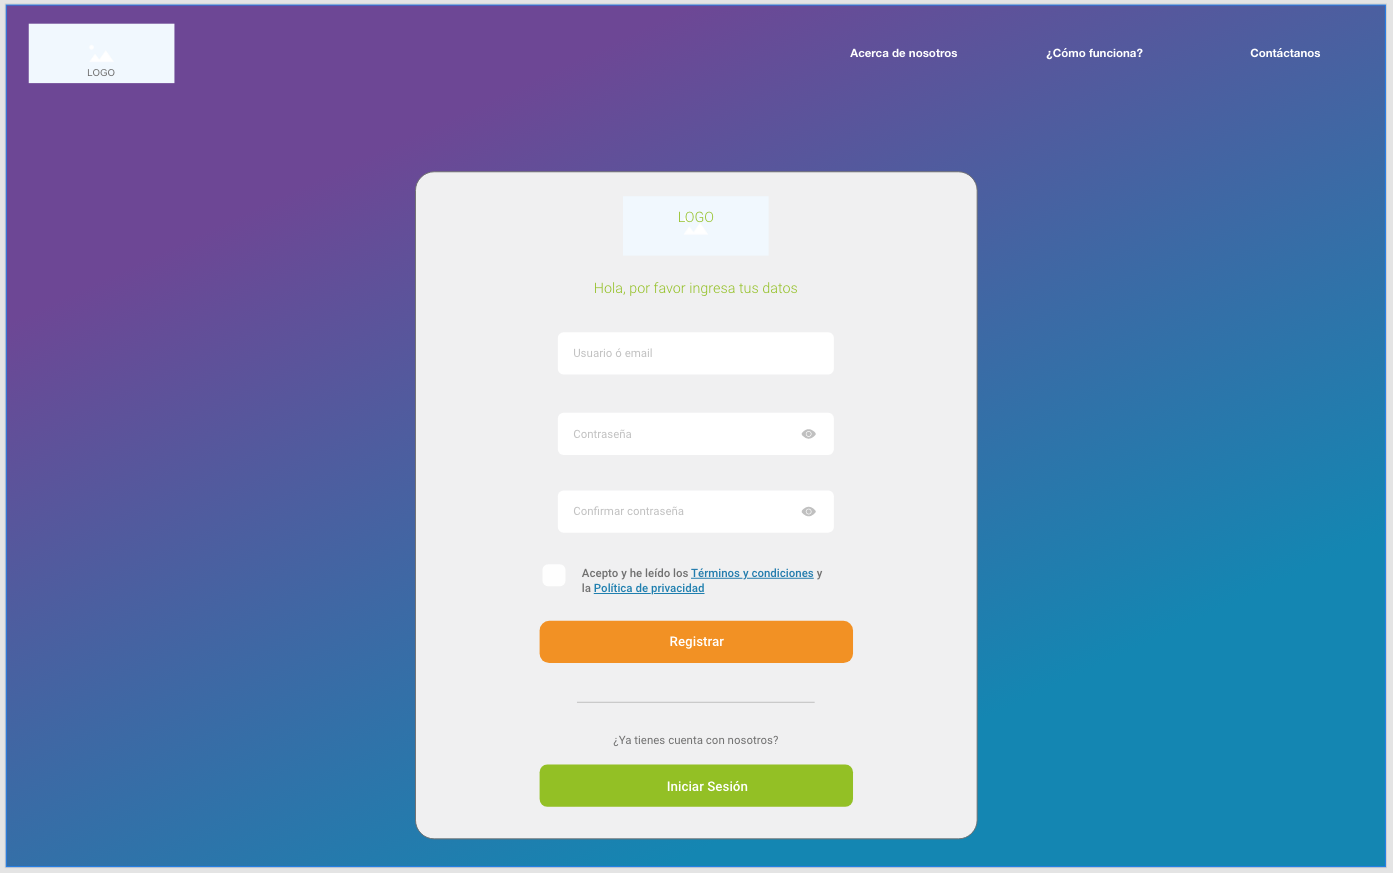 LOGO
Acerca de nosotros
¿Cómo funciona?
Contáctanos
LOGO
Hola, por favor ingresa tus datos
Usuario ó email
Contraseña
Confirmar contraseña
Acepto y he leído los Términos y condiciones y
la Política de privacidad
Registrar
¿Ya tienes cuenta con nosotros?
Iniciar Sesión